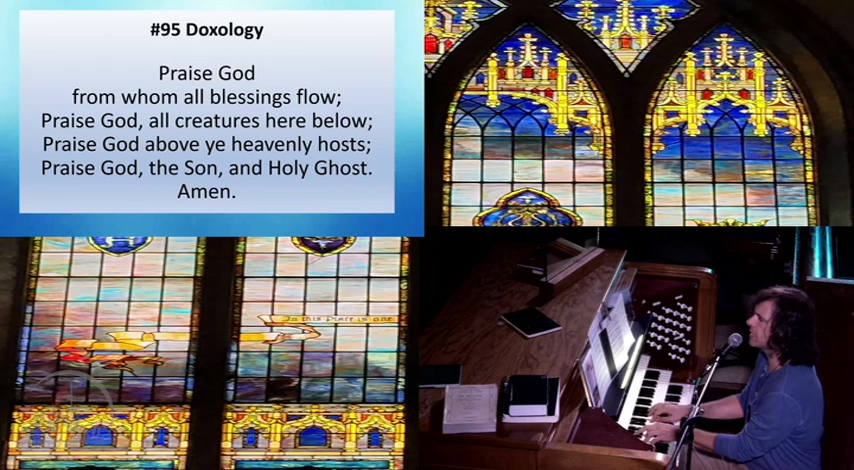 #95 Doxology
Praise God
from whom all blessings flow;
Praise God, all creatures here below;
Praise God above ye heavenly hosts;
Praise God, the Son, and Holy Ghost.
Amen.
In this place is one